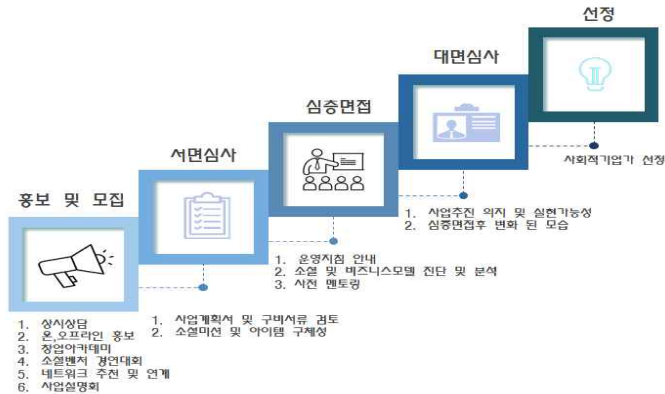 홍보 및 모집
1. 상시상담
2. 온,오프라인 홍보
3. 창업아카데미
4. 소셜벤처 경연대회
5. 네트워크 추천 및 연계
6. 사업설명회
서면심사
1. 사업계획서 및 구비서류 검토
2. 소셜미션 및 아이템 구체성
심층면접
1. 운영지침 안내
2. 소셜 및 비즈니스모델 진단 및 분석
3. 사전 멘토링
대면심사
1. 사업추진 의지 및 실현가능성
2. 심층면접후 변화 된 모습
선정
사회적기업가 선정